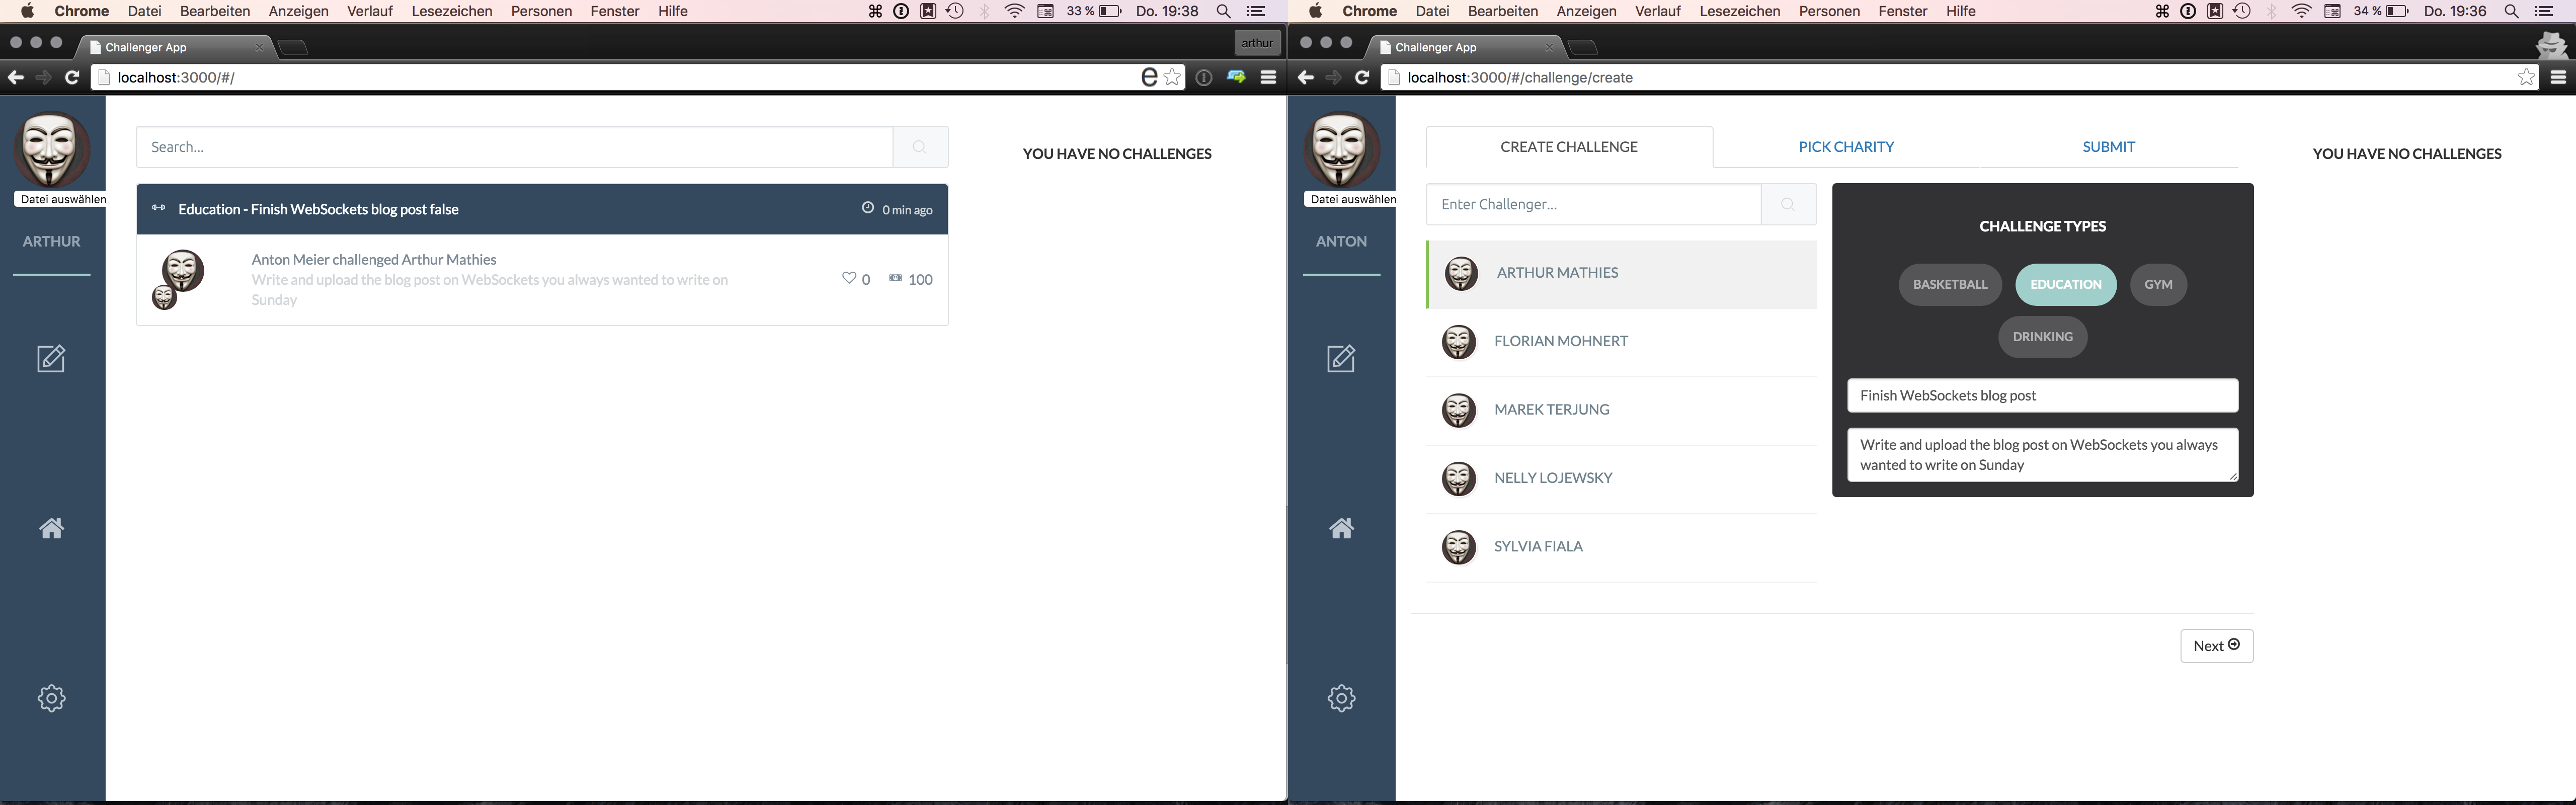 Chrome Datei Bearbeiten Anzeigen Verlauf Lesezeichen Personen Fenster Hilfe 33 % Do. 19:38
Challenger App
arthur
localhost:3000/#/
Datei auswählen
ARTHUR
Search...
Education - Finish WebSockets blog post false
0 min ago
Anton Meier challenged Arthur Mathies
Write and upload the blog post on WebSockets you always wanted to write on
Sunday
0 100
YOU HAVE NO CHALLENGES
Chrome Datei Bearbeiten Anzeigen Verlauf Lesezeichen Personen Fenster Hilfe 34 % Do. 19:36
Challenger App
localhost:3000/#/challenge/create
Datei auswählen
ANTON
CREATE CHALLENGE PICK CHARITY SUBMIT
Enter Challenger...
ARTHUR MATHIES
FLORIAN MOHNERT
MAREK TERJUNG
NELLY LOJEWSKY
SYLVIA FIALA
CHALLENGE TYPES
BASKETBALL EDUCATION GYM
DRINKING
Finish WebSockets blog post
Write and upload the blog post on WebSockets you always
wanted to write on Sunday
Next
YOU HAVE NO CHALLENGES